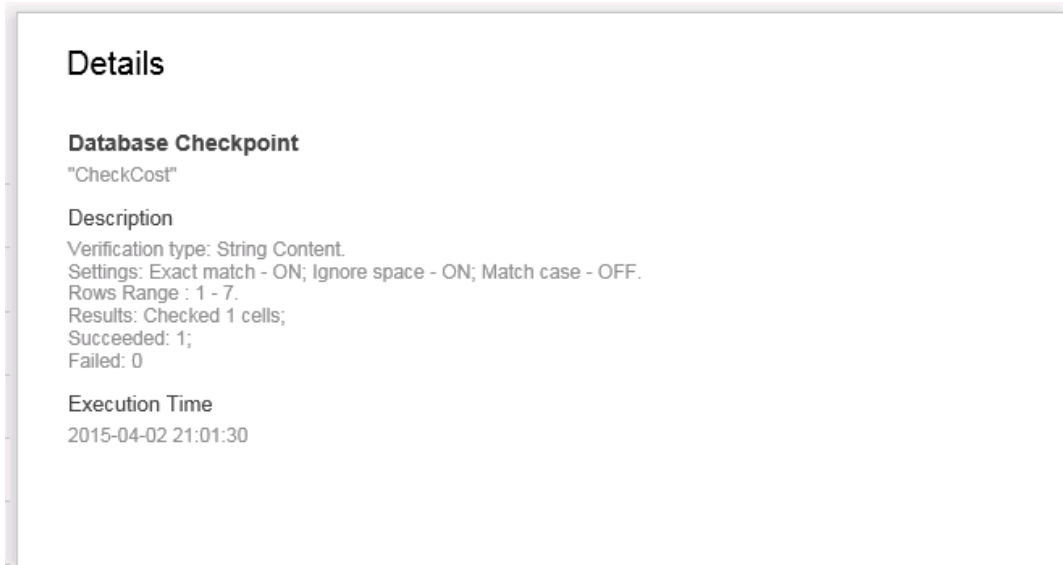 Details
Database Checkpoint
"CheckCost"
Description
Verification type: String Content.
Settings: Exact match - ON; Ignore space - ON; Match case - OFF.
Rows Range : 1 - 7.
Results: Checked 1 cells;
Succeeded: 1;
Failed: 0
Execution Time
2015-04-02 21:01:30